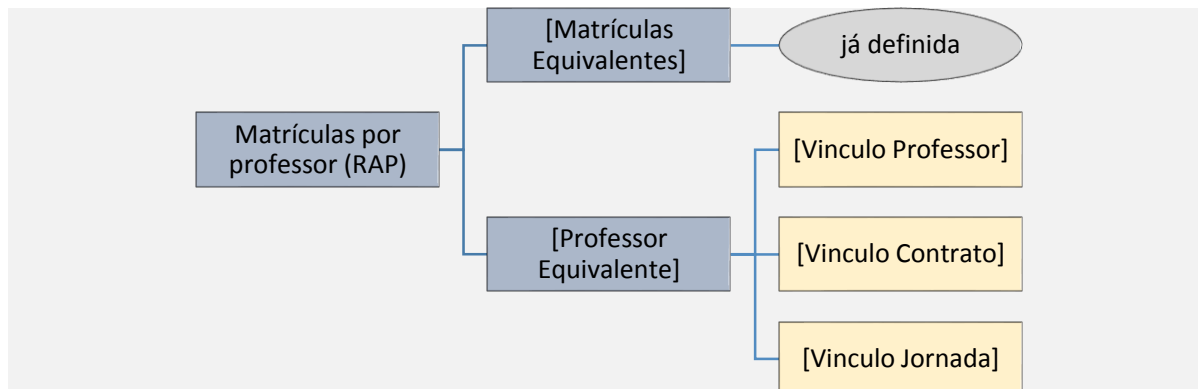 [Matrículas
Equivalentes]
já definida
Matrículas por
professor (RAP)
[Vinculo Professor]
[Professor
Equivalente]
[Vinculo Contrato]
[Vinculo Jornada]